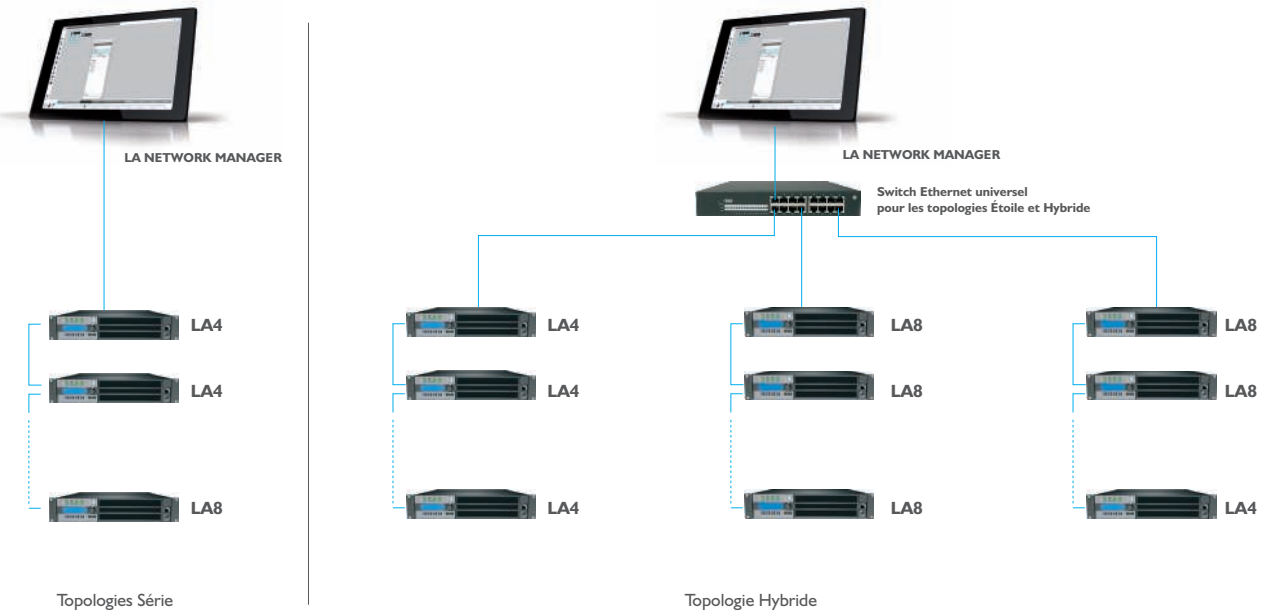 LA NETWORK MANAGER
LA4
LA4
LA8
Topologies Série
LA NETWORK MANAGER
Switch Ethernet universel
pour les topologies Étoile et Hybride
LA4
LA8
LA8
LA4
LA8
LA8
LA4
LA8
LA4
Topologie Hybride